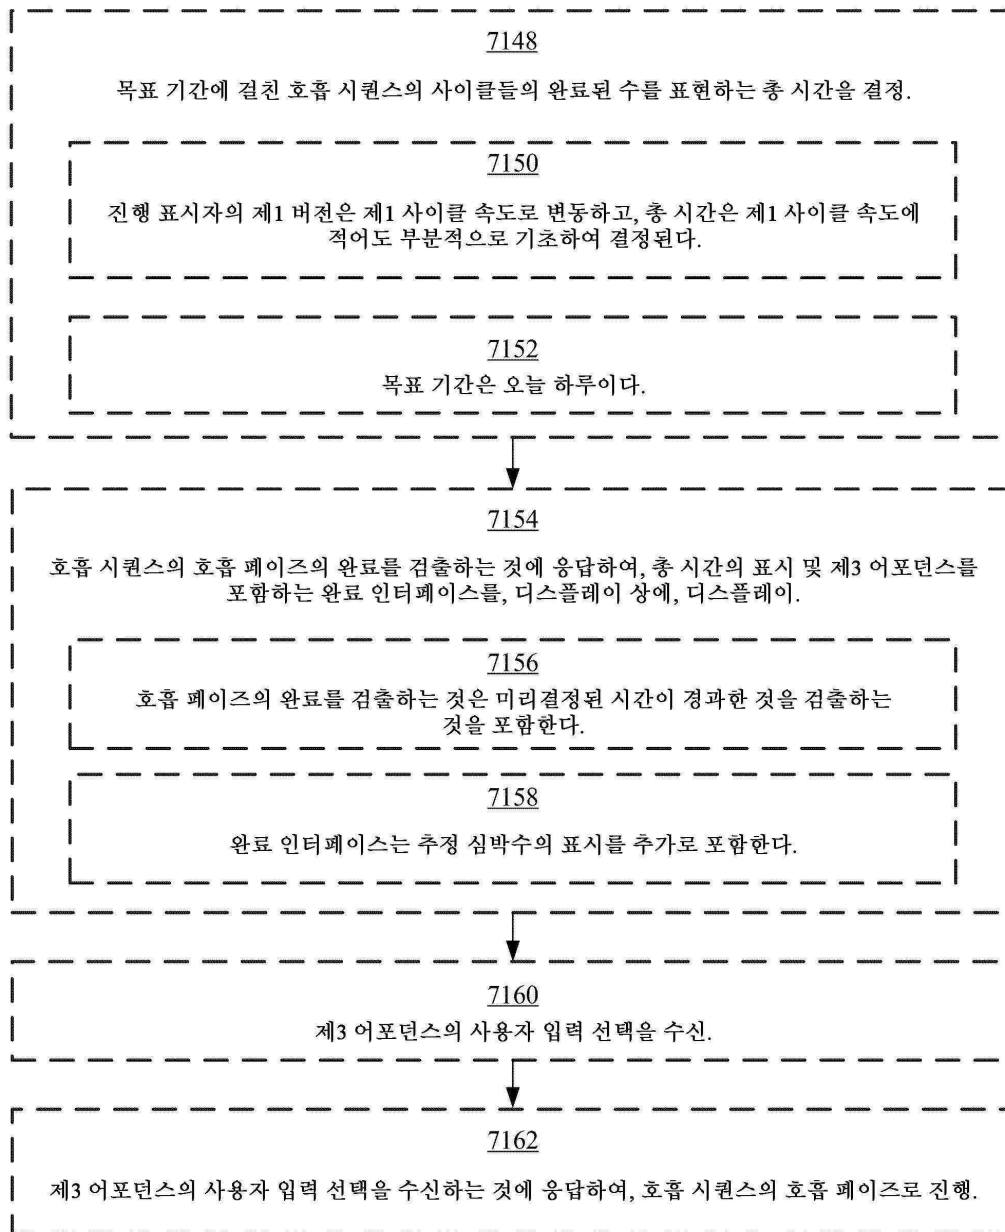 7148
목표 기간에 걸친 호흡 시퀀스의 사이클들의 완료된 수를 표현하는 총 시간을 결정.
7150
진행 표시자의 제1 버전은 제1 사이클 속도로 변동하고, 총 시간은 제1 사이클 속도에
적어도 부분적으로 기초하여 결정된다.
7152
목표 기간은 오늘 하루이다.
7154
호흡 시퀀스의 호흡 페이즈의 완료를 검출하는 것에 응답하여, 총 시간의 표시 및 제3 어포던스를
포함하는 완료 인터페이스를, 디스플레이 상에, 디스플레이.
7156
호흡 페이즈의 완료를 검출하는 것은 미리결정된 시간이 경과한 것을 검출하는
것을 포함한다.
7158
완료 인터페이스는 추정 심박수의 표시를 추가로 포함한다.
7160
제3 어포던스의 사용자 입력 선택을 수신.
7162
제3 어포던스의 사용자 입력 선택을 수신하는 것에 응답하여, 호흡 시퀀스의 호흡 페이즈로 진행.